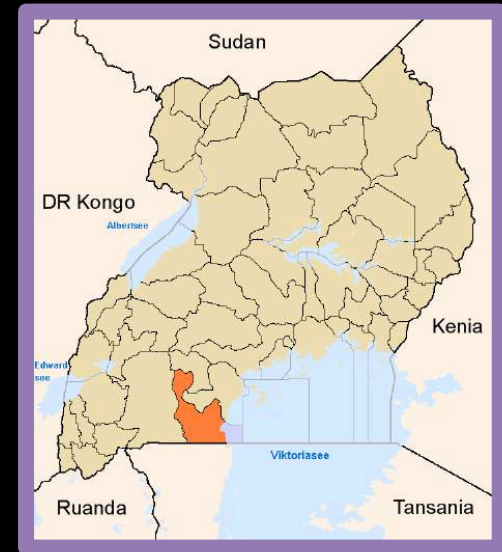 Sudan
DR Kongo
Albertsee
Kenia
Edward
see
Viktoriasee
Ruanda
Tansania